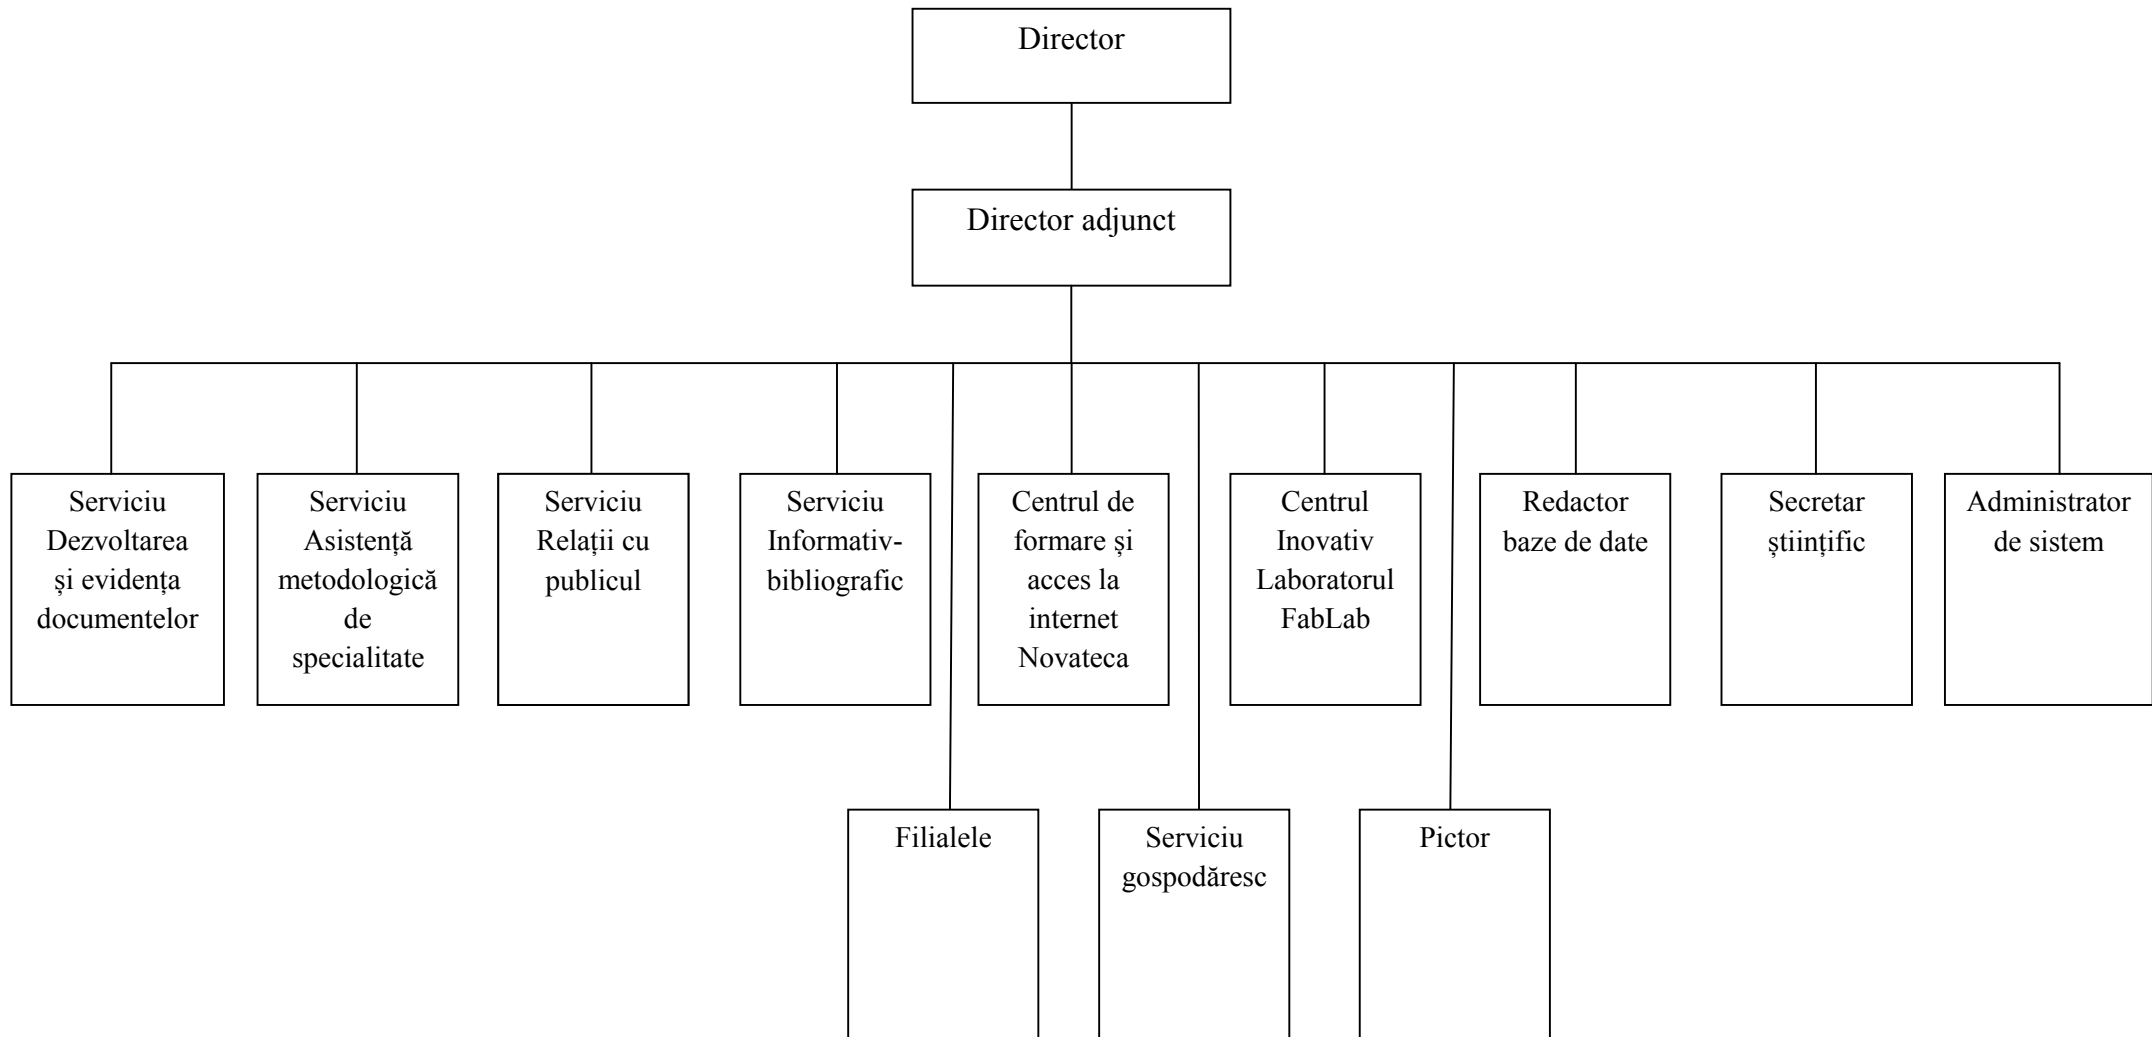 Director
Director adjunct
Serviciu
Dezvoltarea
și evidența
documentelor
Serviciu
Asistență
metodologică
de
specialitate
Serviciu
Relații cu
publicul
Serviciu
Informativ-
bibliografic
Centrul de
formare și
acces la
internet
Novateca
Centrul
Inovativ
Laboratorul
FabLab
Redactor
baze de date
Secretar
științific
Administrator
de sistem
Filialele
Serviciu
gospodăresc
Pictor